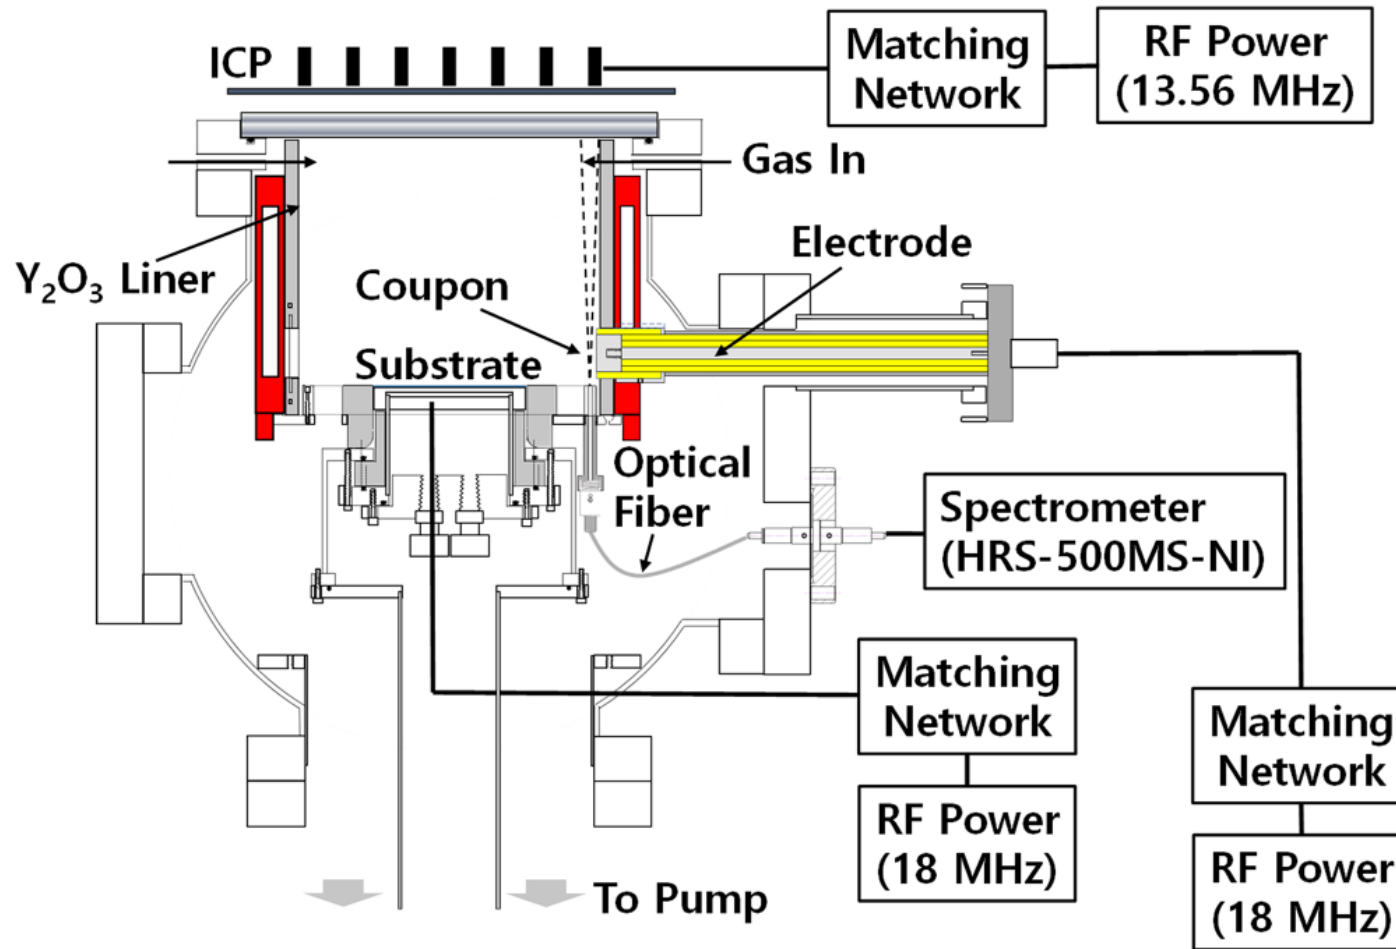 ICP
Matching
Network
RF Power
(13.56 MHz)
Gas In
Y₂O₃ Liner
Electrode
Coupon
Substrate
Optical
Fiber
Spectrometer
(HRS-500MS-NI)
Matching
Network
RF Power
(18 MHz)
Matching
Network
RF Power
(18 MHz)
To Pump